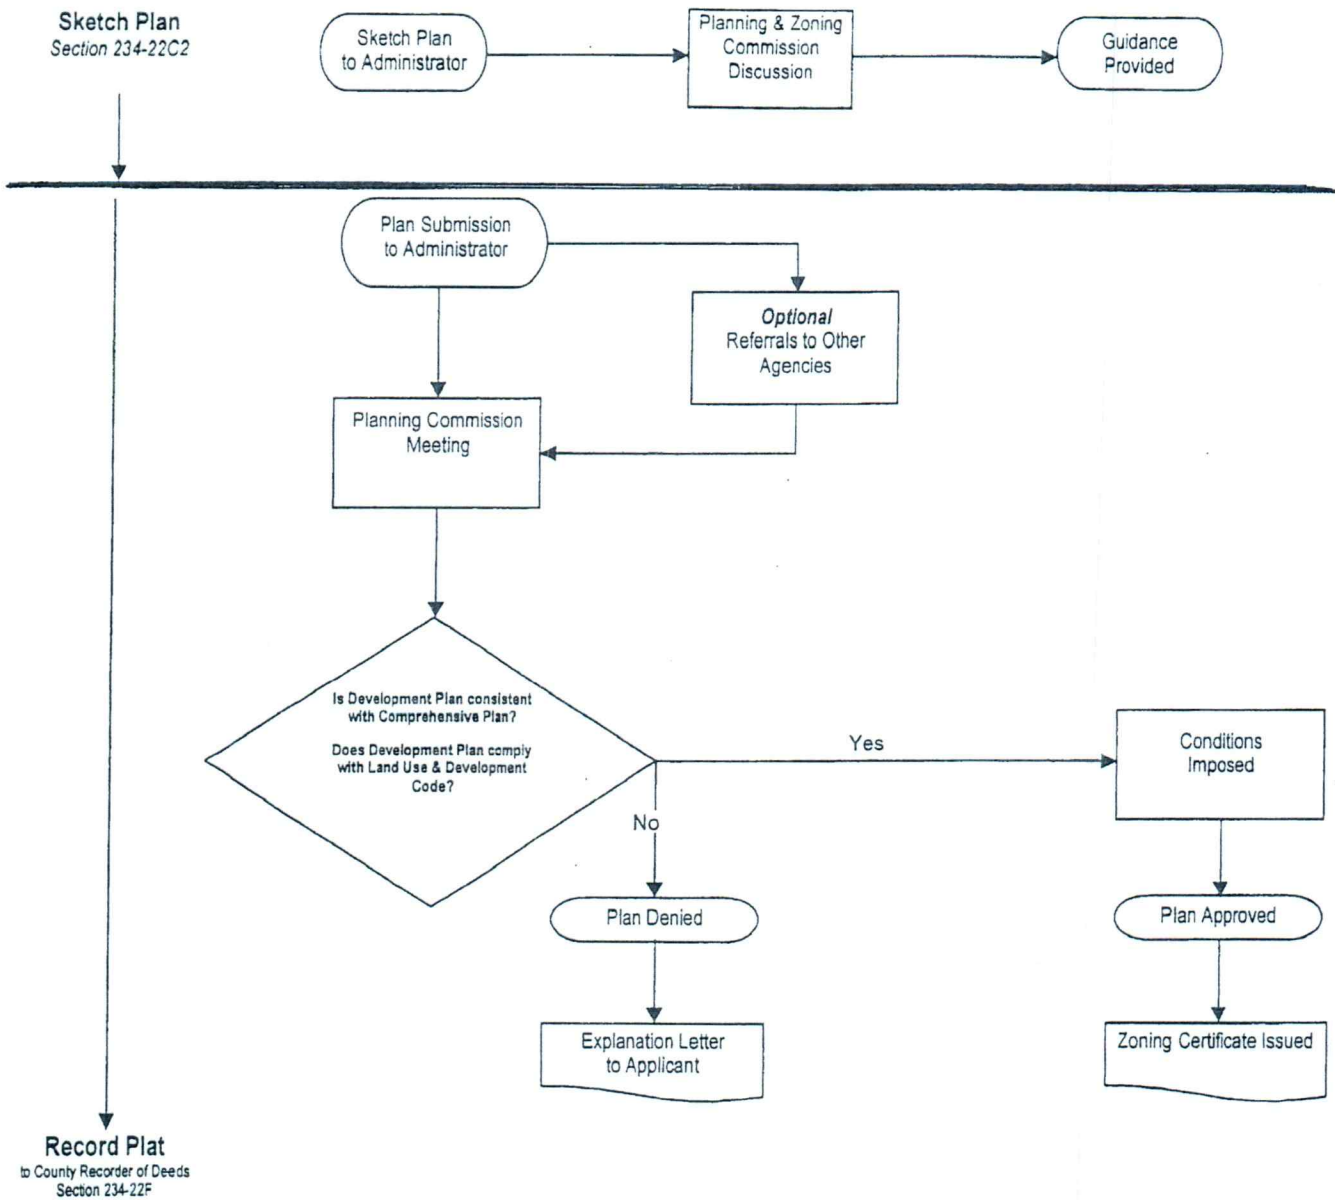 Sketch Plan
Section 234-22C2
Sketch Plan
to Administrator
Planning & Zoning
Commission
Discussion
Guidance
Provided
Plan Submission
to Administrator
Optional
Referrals to Other
Agencies
Planning Commission
Meeting
Is Development Plan consistent
with Comprehensive Plan?
Does Development Plan comply
with Land Use & Development
Code?
Yes
No
Conditions
Imposed
Plan Denied
Plan Approved
Explanation Letter
to Applicant
Zoning Certificate Issued
Record Plat
to County Recorder of Deeds
Section 234-22F